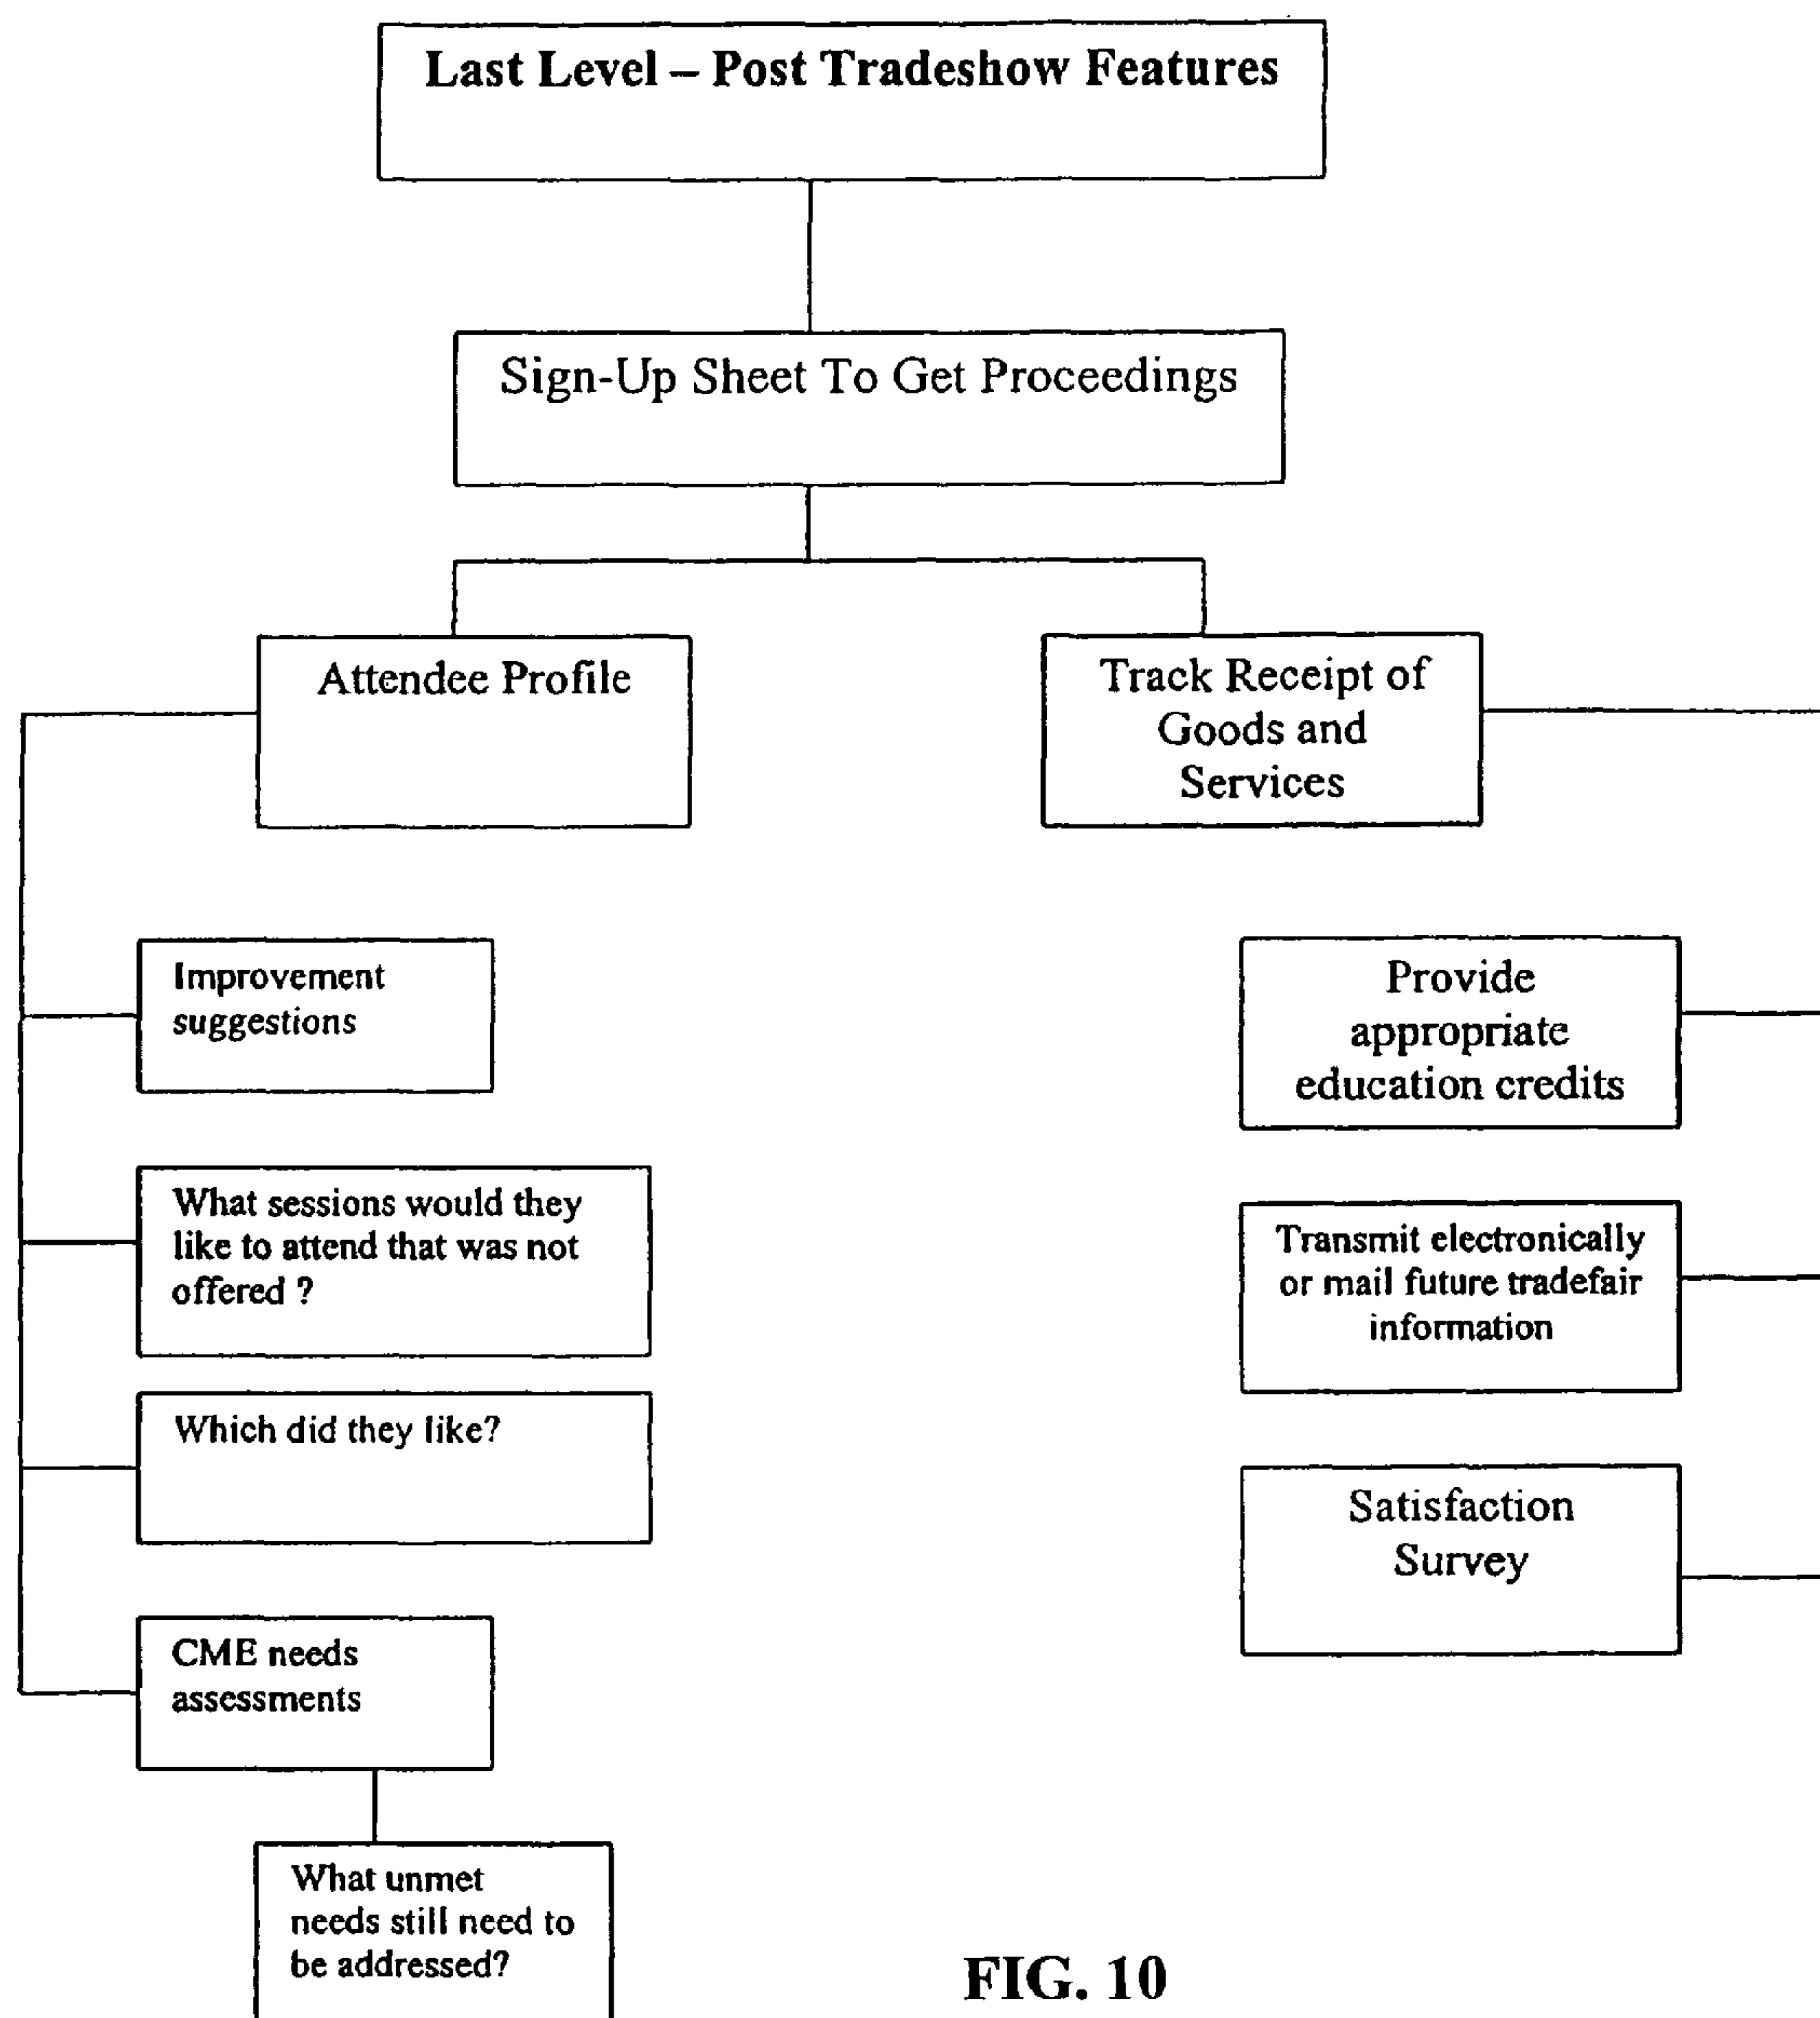 Last Level – Post Tradeshow Features
Sign-Up Sheet To Get Proceedings
Attendee Profile
Track Receipt of
Goods and
Services
Improvement
suggestions
What sessions would they
like to attend that was not
offered ?
Which did they like?
CME needs
assessments
What unmet
needs still need to
be addressed?
Provide
appropriate
education credits
Transmit electronically
or mail future tradefair
information
Satisfaction
Survey
FIG. 10